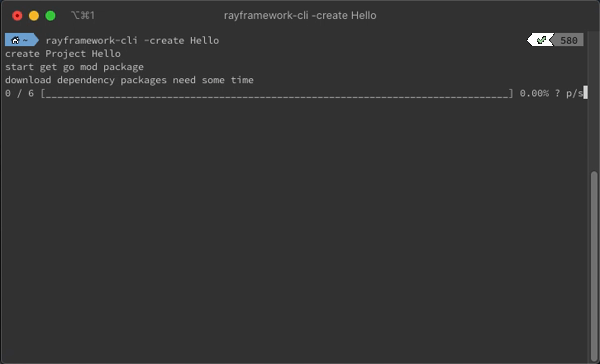 ⌥⌘1 rayframework-cli -create Hello
~ rayframework-cli -create Hello 580
create Project Hello
start get go mod package
download dependency packages need some time
0 / 6 [______________________________________________________________________________] 0.00% ? p/s